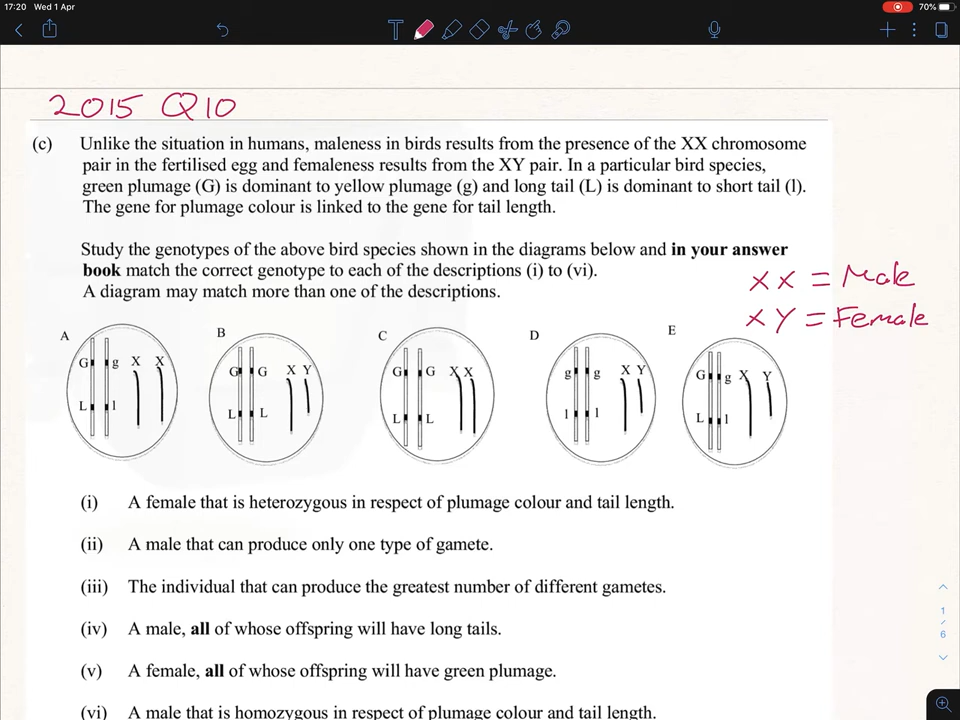 17:20 Wed 1 Apr
70%
T
2015 Q10
(c) Unlike the situation in humans, maleness in birds results from the presence of the XX chromosome
pair in the fertilised egg and femaleness results from the XY pair. In a particular bird species,
green plumage (G) is dominant to yellow plumage (g) and long tail (L) is dominant to short tail (l).
The gene for plumage colour is linked to the gene for tail length.
Study the genotypes of the above bird species shown in the diagrams below and in your answer
book match the correct genotype to each of the descriptions (i) to (vi).
A diagram may match more than one of the descriptions.
XX = Male
XY = Female
A B C D E
G g X X G G X Y G G X X g g X Y G g X Y
L l L L L L l l L l
(i) A female that is heterozygous in respect of plumage colour and tail length.
(ii) A male that can produce only one type of gamete.
(iii) The individual that can produce the greatest number of different gametes.
(iv) A male, all of whose offspring will have long tails.
(v) A female, all of whose offspring will have green plumage.
(vi) A male that is homozygous in respect of plumage colour and tail length.
1
/
6